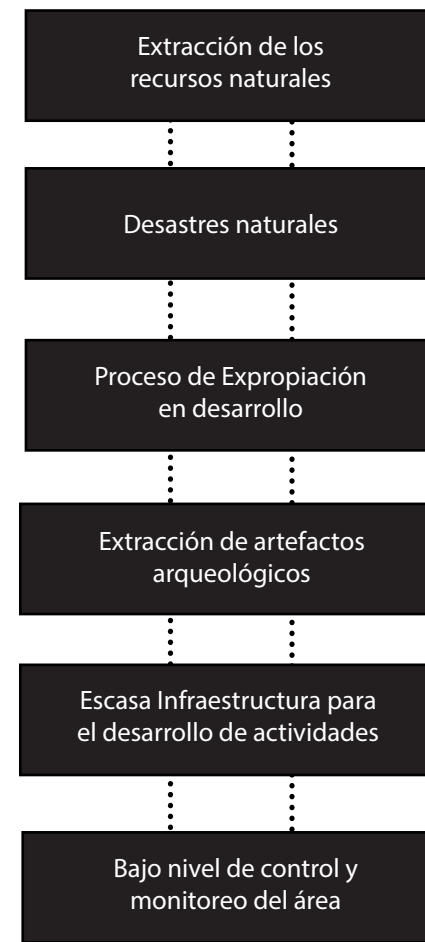 Extracción de los
recursos naturales
Desastres naturales
Proceso de Expropiación
en desarrollo
Extracción de artefactos
arqueológicos
Escasa Infraestructura para
el desarrollo de actividades
Bajo nivel de control y
monitoreo del área